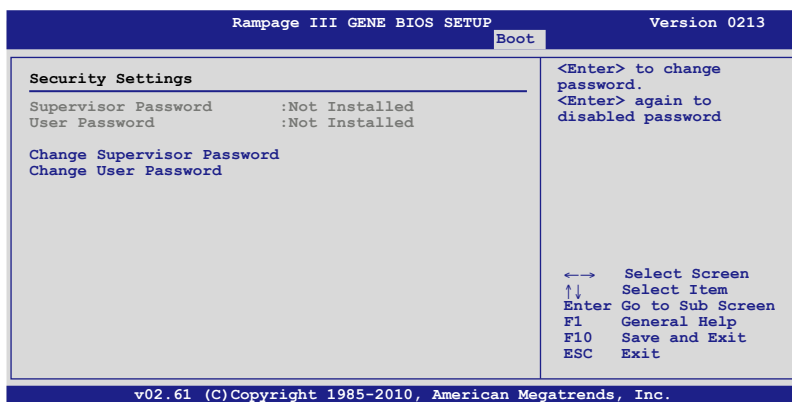 Rampage III GENE BIOS SETUP Version 0213
Boot
Security Settings
Supervisor Password :Not Installed
User Password :Not Installed
Change Supervisor Password
Change User Password
<Enter> to change
password.
<Enter> again to
disabled password
←→ Select Screen
↑↓ Select Item
Enter Go to Sub Screen
F1 General Help
F10 Save and Exit
ESC Exit
v02.61 (C)Copyright 1985-2010, American Megatrends, Inc.